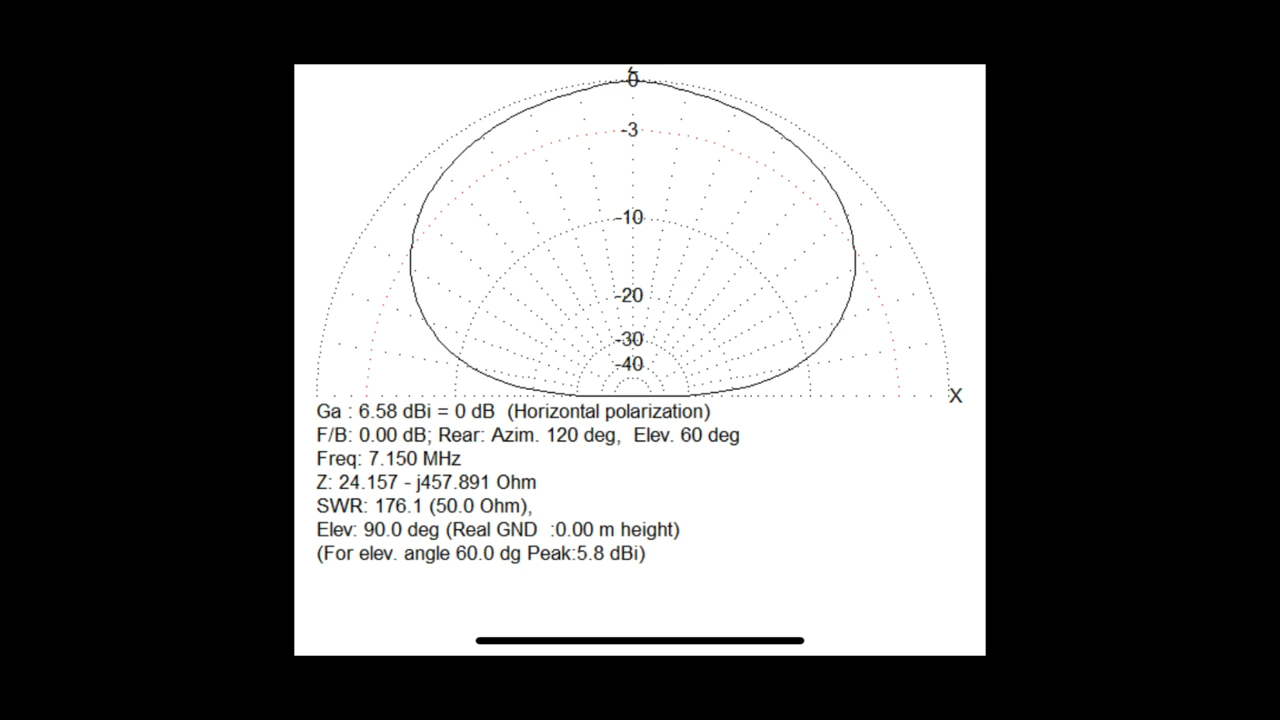 0
-3
-10
-20
-30
-40
X
Ga : 6.58 dBi = 0 dB (Horizontal polarization)
F/B: 0.00 dB; Rear: Azim. 120 deg, Elev. 60 deg
Freq: 7.150 MHz
Z: 24.157 - j457.891 Ohm
SWR: 176.1 (50.0 Ohm),
Elev: 90.0 deg (Real GND :0.00 m height)
(For elev. angle 60.0 dg Peak:5.8 dBi)